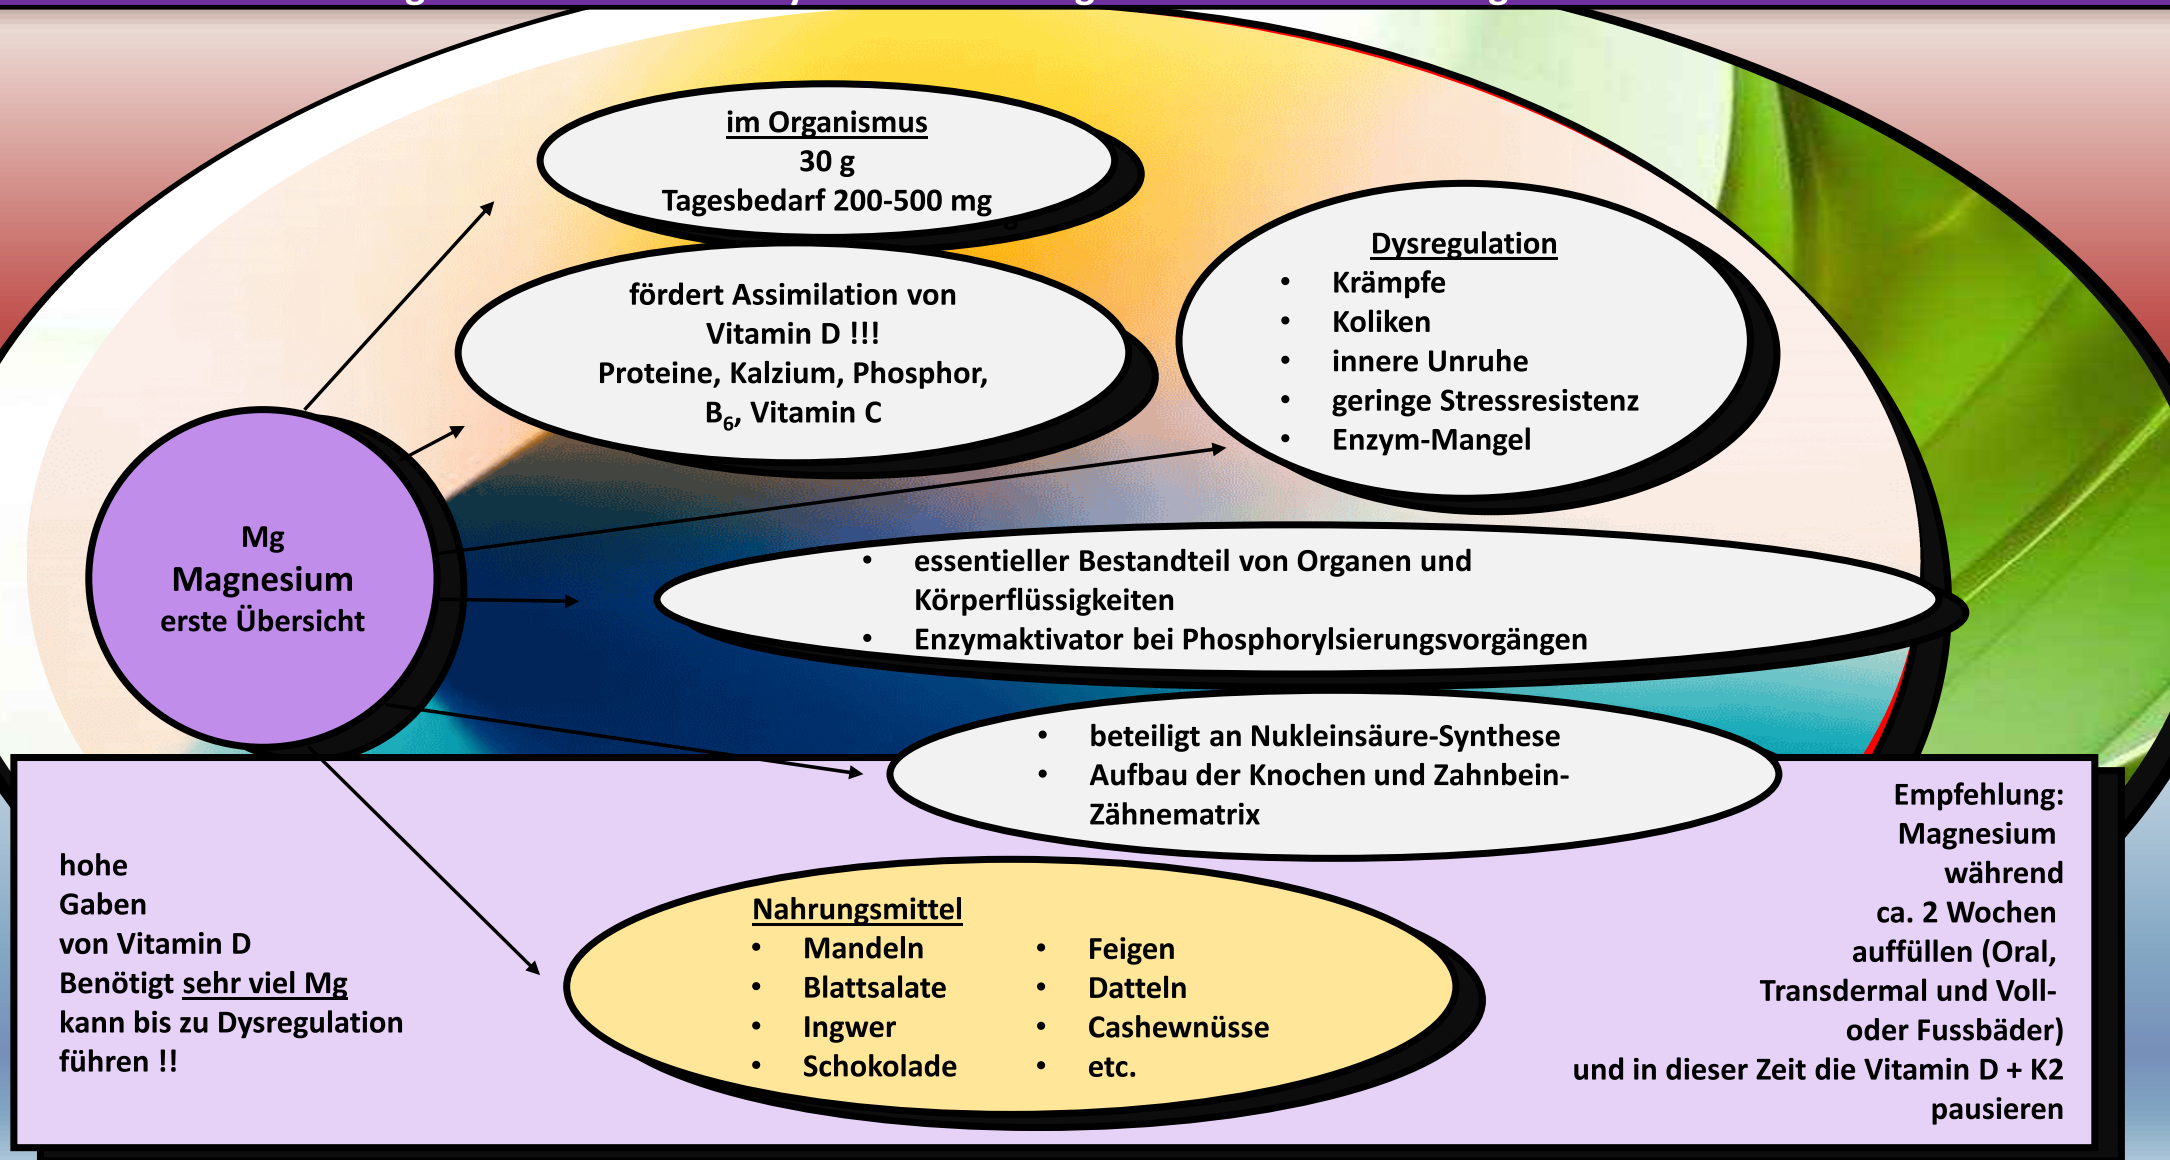 im Organismus
30 g
Tagesbedarf 200-500 mg
fördert Assimilation von
Vitamin D !!!
Proteine, Kalzium, Phosphor,
B₆, Vitamin C
Dysregulation
• Krämpfe
• Koliken
• innere Unruhe
• geringe Stressresistenz
• Enzym-Mangel
Mg
Magnesium
erste Übersicht
• essentieller Bestandteil von Organen und
Körperflüssigkeiten
• Enzymaktivator bei Phosphorylsierungsvorgängen
• beteiligt an Nukleinsäure-Synthese
• Aufbau der Knochen und Zahnbein-
Zähnematrix
hohe
Gaben
von Vitamin D
Benötigt sehr viel Mg
kann bis zu Dysregulation
führen !!
Nahrungsmittel
• Mandeln
• Blattsalate
• Ingwer
• Schokolade
• Feigen
• Datteln
• Cashewnüsse
• etc.
Empfehlung:
Magnesium
während
ca. 2 Wochen
auffüllen (Oral,
Transdermal und Voll-
oder Fussbäder)
und in dieser Zeit die Vitamin D + K2
pausieren